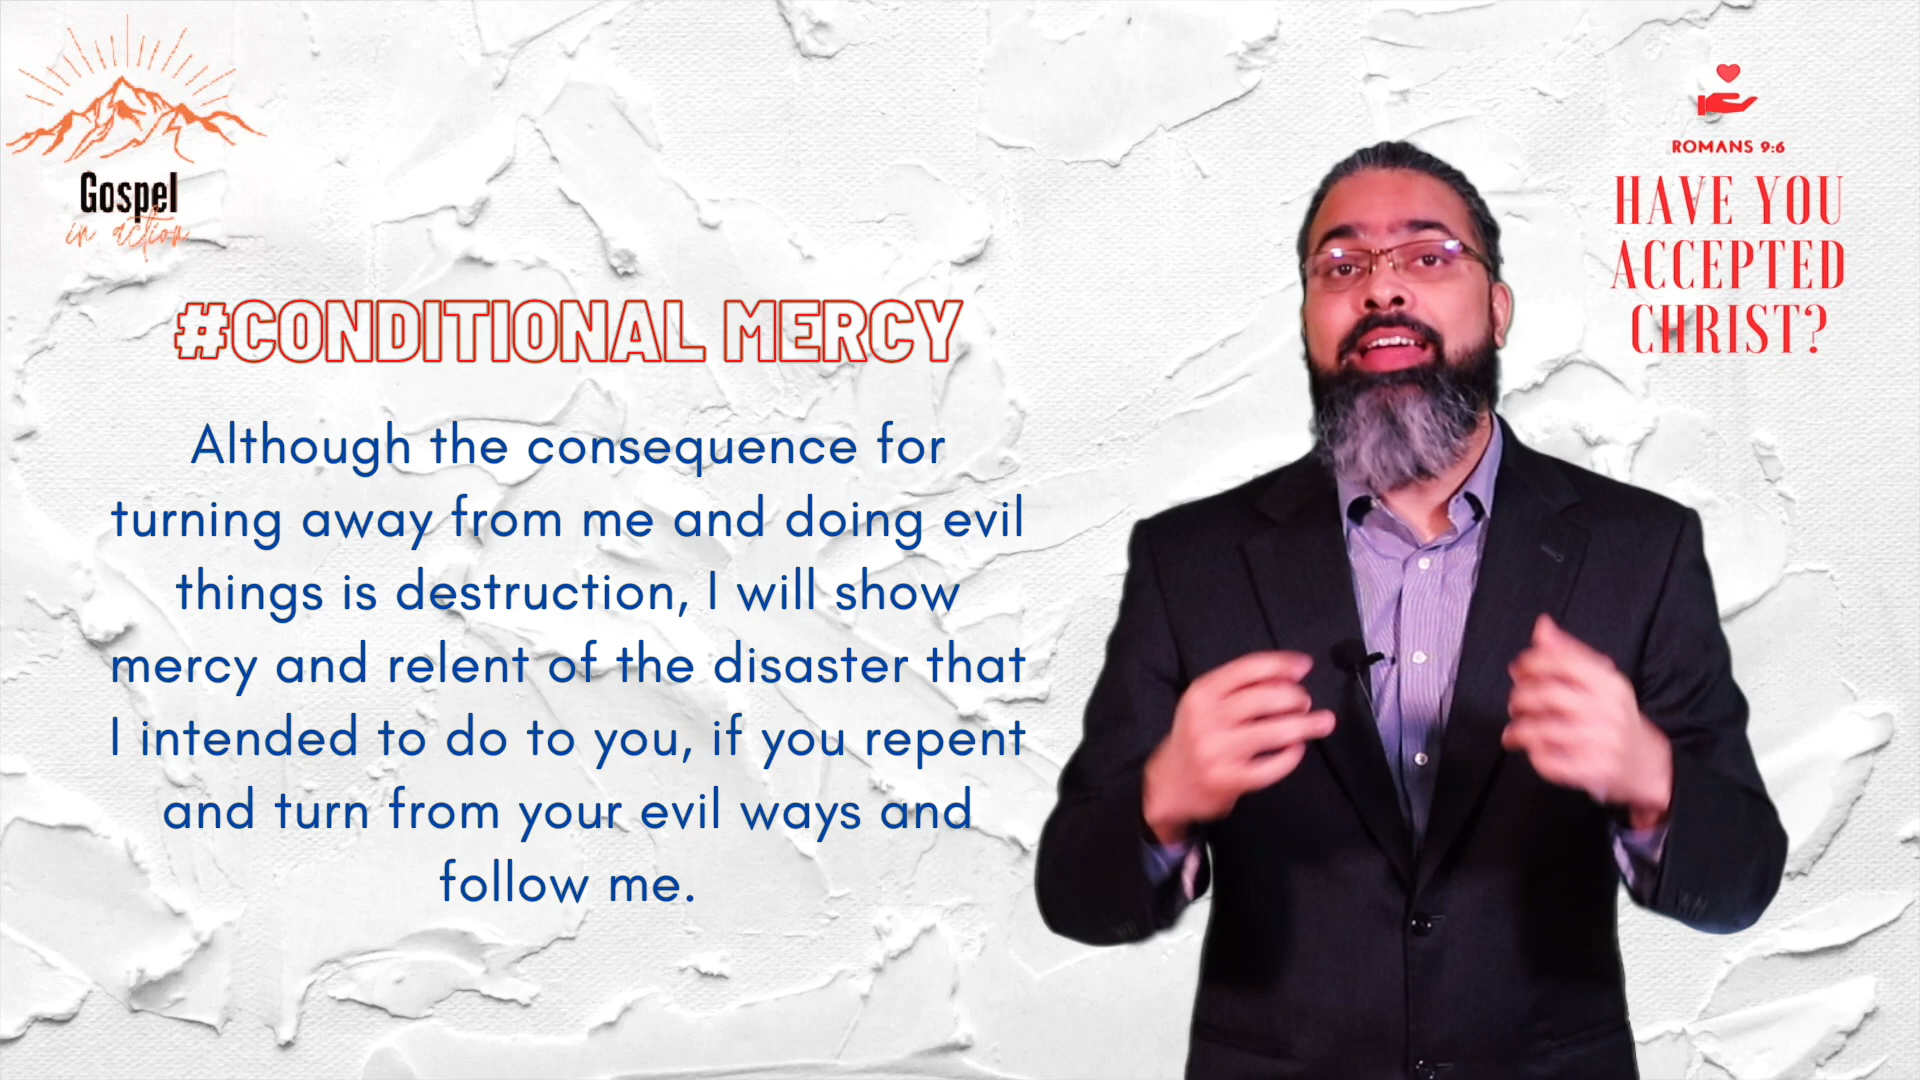 Gospel
in action
ROMANS 9:6
HAVE YOU
ACCEPTED
CHRIST?
#CONDITIONAL MERCY
Although the consequence for
turning away from me and doing evil
things is destruction, I will show
mercy and relent of the disaster that
I intended to do to you, if you repent
and turn from your evil ways and
follow me.